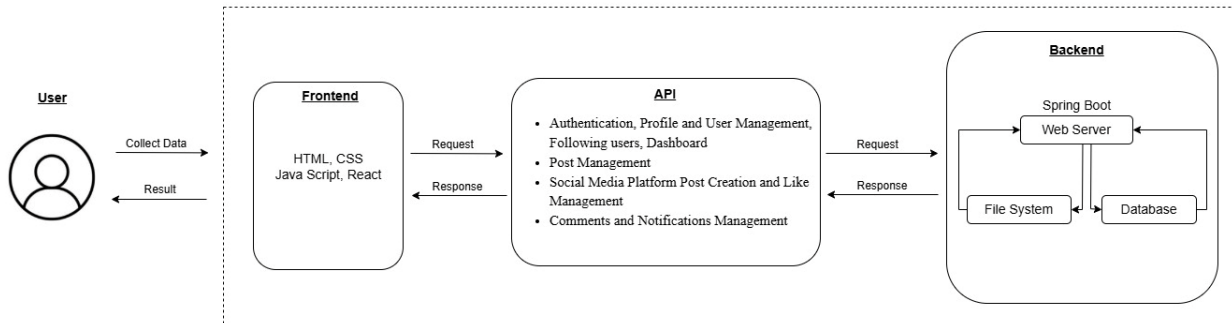 User
Collect Data
Result
Frontend
HTML, CSS
Java Script, React
Request
Response
API
• Authentication, Profile and User Management,
Following users, Dashboard
• Post Management
• Social Media Platform Post Creation and Like
Management
• Comments and Notifications Management
Request
Response
Backend
Spring Boot
Web Server
File System
Database